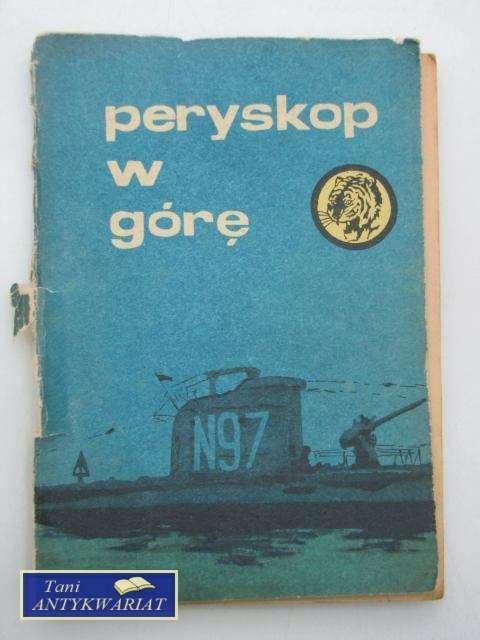 peryskop
w
górę
N97
Tani
ANTYKWARIAT